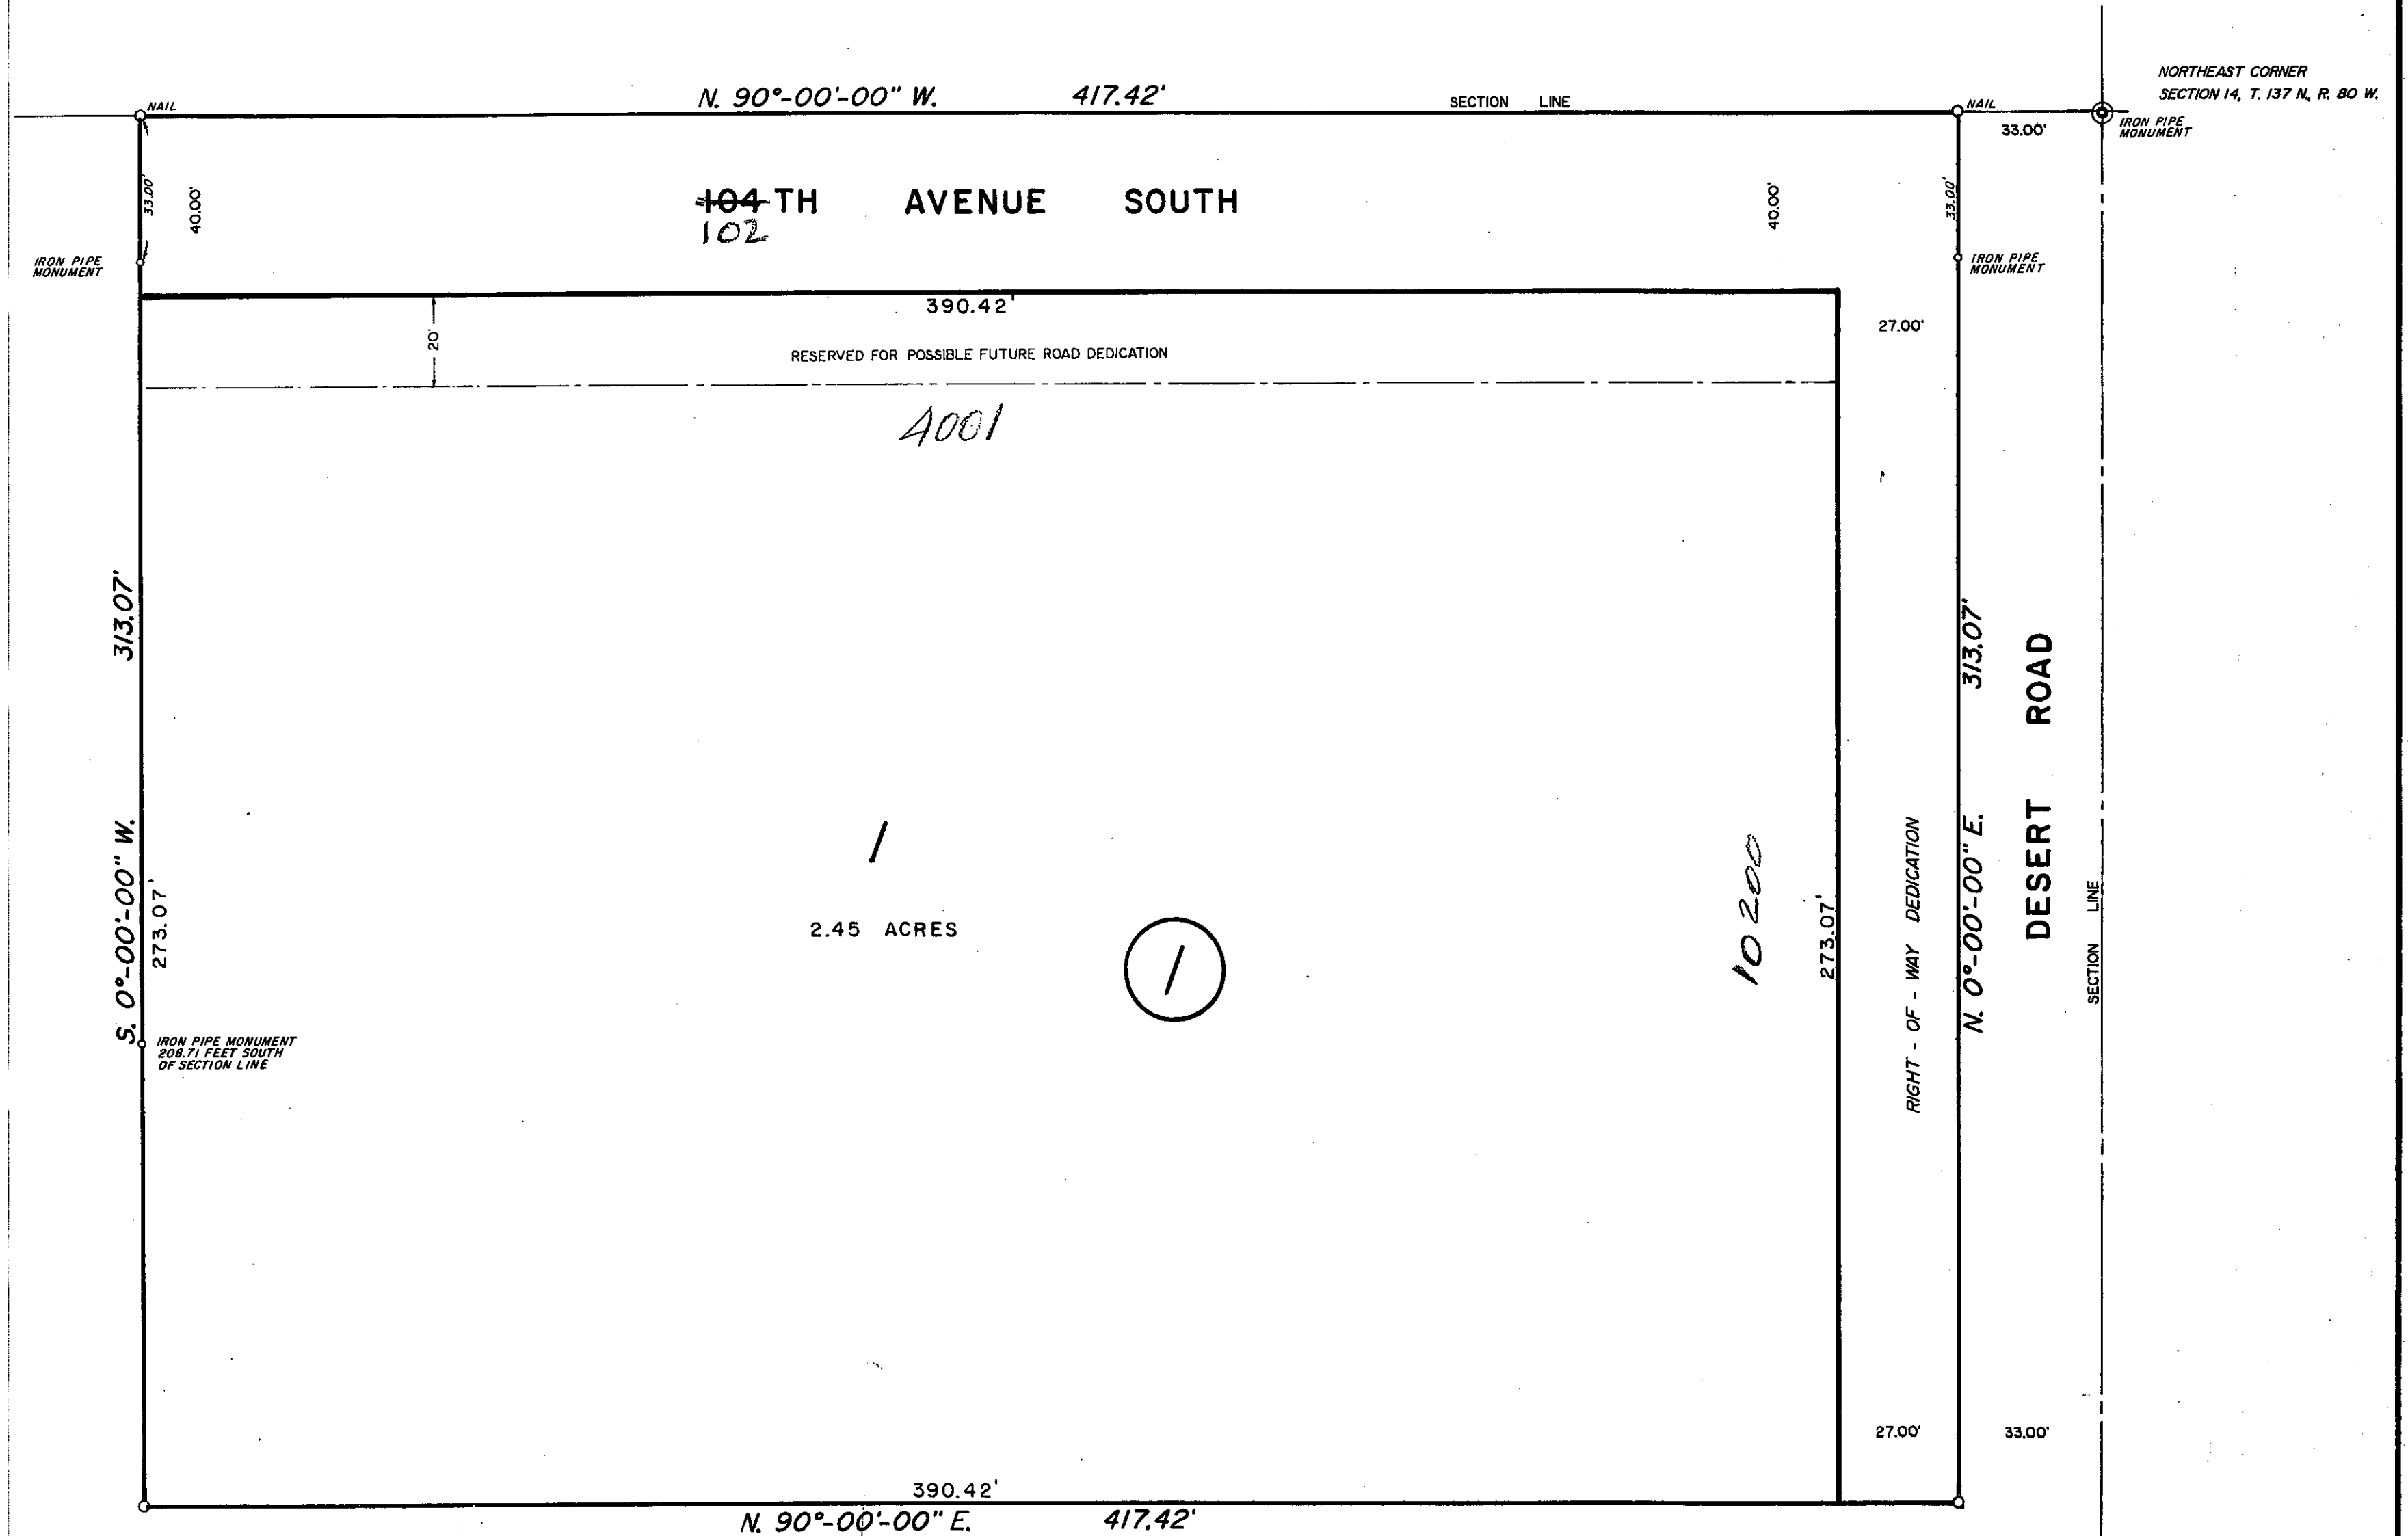 NORTHEAST CORNER
SECTION 14, T. 137 N., R. 80 W.
N. 90°-00'-00" W. 417.42'
SECTION LINE
NAIL
NAIL
33.00'
IRON PIPE
MONUMENT
33.00'
40.00'
104 TH AVENUE SOUTH
102
40.00'
33.00'
IRON PIPE
MONUMENT
IRON PIPE
MONUMENT
390.42'
27.00'
20'
RESERVED FOR POSSIBLE FUTURE ROAD DEDICATION
4001
S. 0°-00'-00" W. 313.07'
273.07'
1
2.45 ACRES
1
10200
273.07'
RIGHT - OF - WAY DEDICATION
N. 0°-00'-00" E. 313.07'
DESERT ROAD
SECTION LINE
IRON PIPE MONUMENT
208.71 FEET SOUTH
OF SECTION LINE
27.00'
33.00'
390.42'
N. 90°-00'-00" E. 417.42'